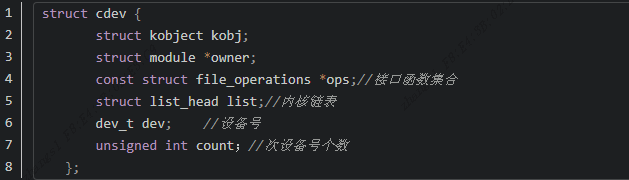 1 struct cdev {
2 struct kobject kobj;
3 struct module *owner;
4 const struct file_operations *ops;//接口函数集合
5 struct list_head list;//内核链表
6 dev_t dev; //设备号
7 unsigned int count; //次设备号个数
8 };